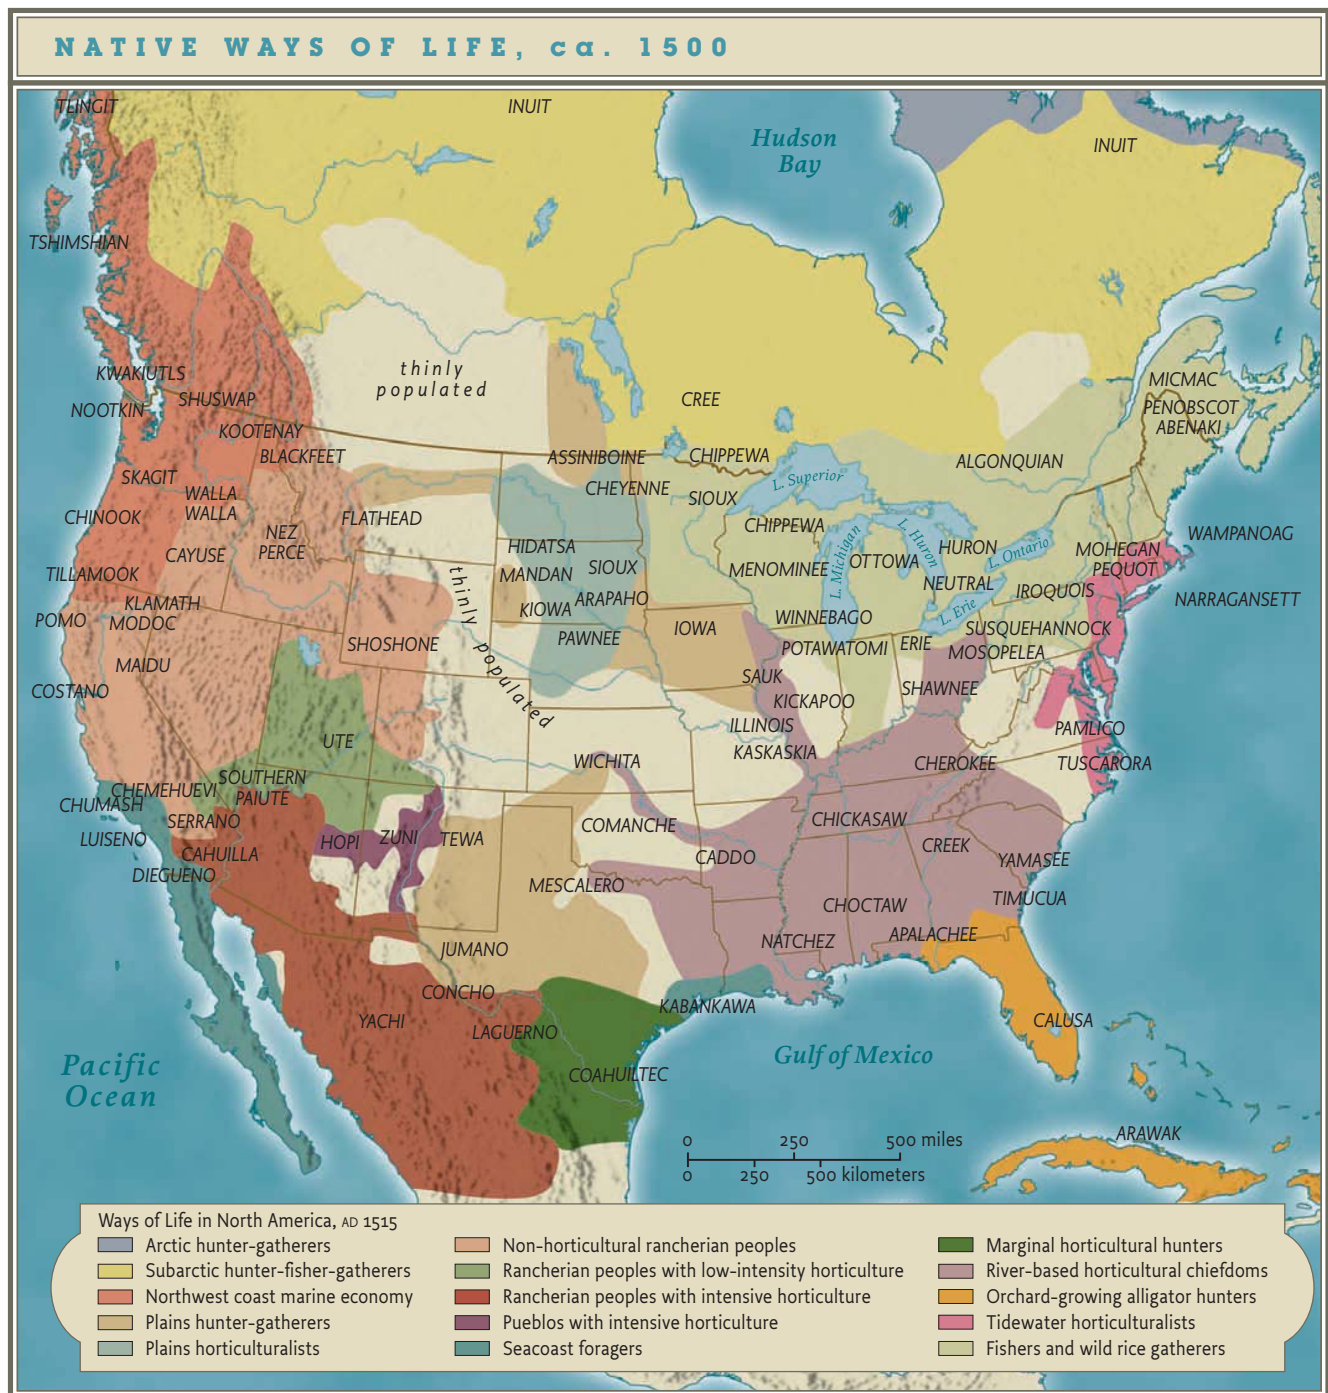 NATIVE WAYS OF LIFE, ca. 1500
TLINGIT
INUIT
Hudson
Bay
INUIT
TSHIMSHIAN
thinly
populated
KWAKIUTLS
NOOTKIN
SHUSWAP
KOOTENAY
BLACKFEET
CREE
MICMAC
PENOBSCOT
ABENAKI
ASSINIBOINE
CHIPPEWA
ALGONQUIAN
SKAGIT
WALLA
WALLA
CHEYENNE
SIOUX
L. Superior
CHINOOK
NEZ
PERCE
FLATHEAD
CHIPPEWA
L. Michigan
L. Huron
HURON
L. Ontario
WAMPANOAG
CAYUSE
HIDATSA
OTTOWA
MOHEGAN
PEQUOT
TILLAMOOK
MANDAN
SIOUX
MENOMINEE
NEUTRAL
IROQUOIS
NARRAGANSETT
KLAMATH
MODOC
POMO
thinly populated
KIOWA
ARAPAHO
PAWNEE
IOWA
WINNEBAGO
L. Erie
SUSQUEHANNOCK
SHOSHONE
POTAWATOMI
ERIE
MOSOPELEA
MAIDU
COSTANO
SAUK
KICKAPOO
SHAWNEE
ILLINOIS
PAMLICO
UTE
KASKASKIA
WICHITA
CHEROKEE
TUSCARORA
CHEMEHUEVI
SOUTHERN
PAIUTE
CHUMASH
SERRANO
LUISENO
HOPI
ZUNI
TEWA
COMANCHE
CHICKASAW
CAHUILLA
DIEGUENO
CADDO
CREEK
YAMASEE
MESCALERO
CHOCTAW
TIMUCUA
JUMANO
NATCHEZ
APALACHEE
CONCHO
KABANKAWA
YACHI
LAGUERNO
CALUSA
Pacific
Ocean
Gulf of Mexico
COAHUILTEC
ARAWAK
0 250 500 miles
0 250 500 kilometers
Ways of Life in North America, AD 1515
Arctic hunter-gatherers
Subarctic hunter-fisher-gatherers
Northwest coast marine economy
Plains hunter-gatherers
Plains horticulturalists
Non-horticultural rancherian peoples
Rancherian peoples with low-intensity horticulture
Rancherian peoples with intensive horticulture
Pueblos with intensive horticulture
Seacoast foragers
Marginal horticultural hunters
River-based horticultural chiefdoms
Orchard-growing alligator hunters
Tidewater horticulturalists
Fishers and wild rice gatherers